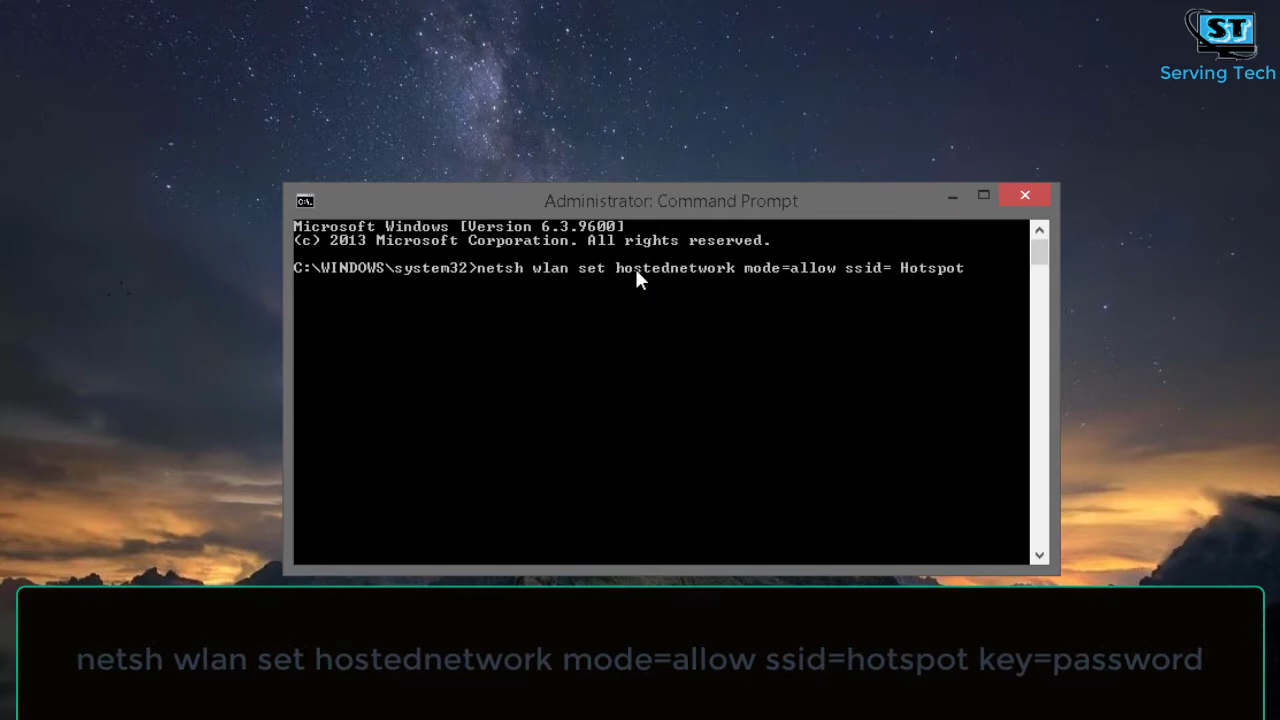 ST
Serving Tech
Administrator: Command Prompt
Microsoft Windows [Version 6.3.9600]
(c) 2013 Microsoft Corporation. All rights reserved.
C:\WINDOWS\system32>netsh wlan set hostednetwork mode=allow ssid= Hotspot
netsh wlan set hostednetwork mode=allow ssid=hotspot key=password